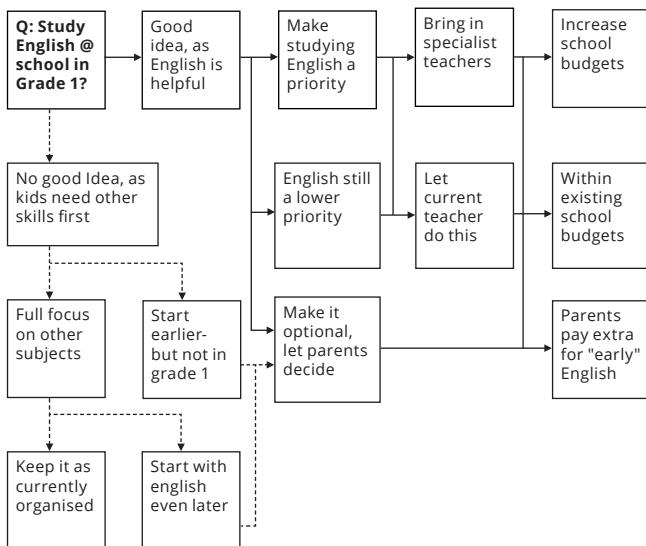 Q: Study
English @
school in
Grade 1?
Good
idea, as
English is
helpful
Make
studying
English a
priority
Bring in
specialist
teachers
Increase
school
budgets
No good Idea, as
kids need other
skills first
English still
a lower
priority
Let
current
teacher
do this
Within
existing
school
budgets
Full focus
on other
subjects
Start
earlier-
but not in
grade 1
Make it
optional,
let parents
decide
Parents
pay extra
for "early"
English
Keep it as
currently
organised
Start with
english
even later